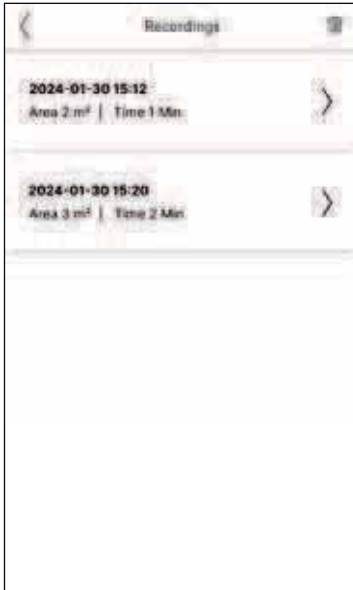 Recordings
2024-01-30 15:12
Area 2 m² | Time 1 Min
2024-01-30 15:20
Area 3 m² | Time 2 Min